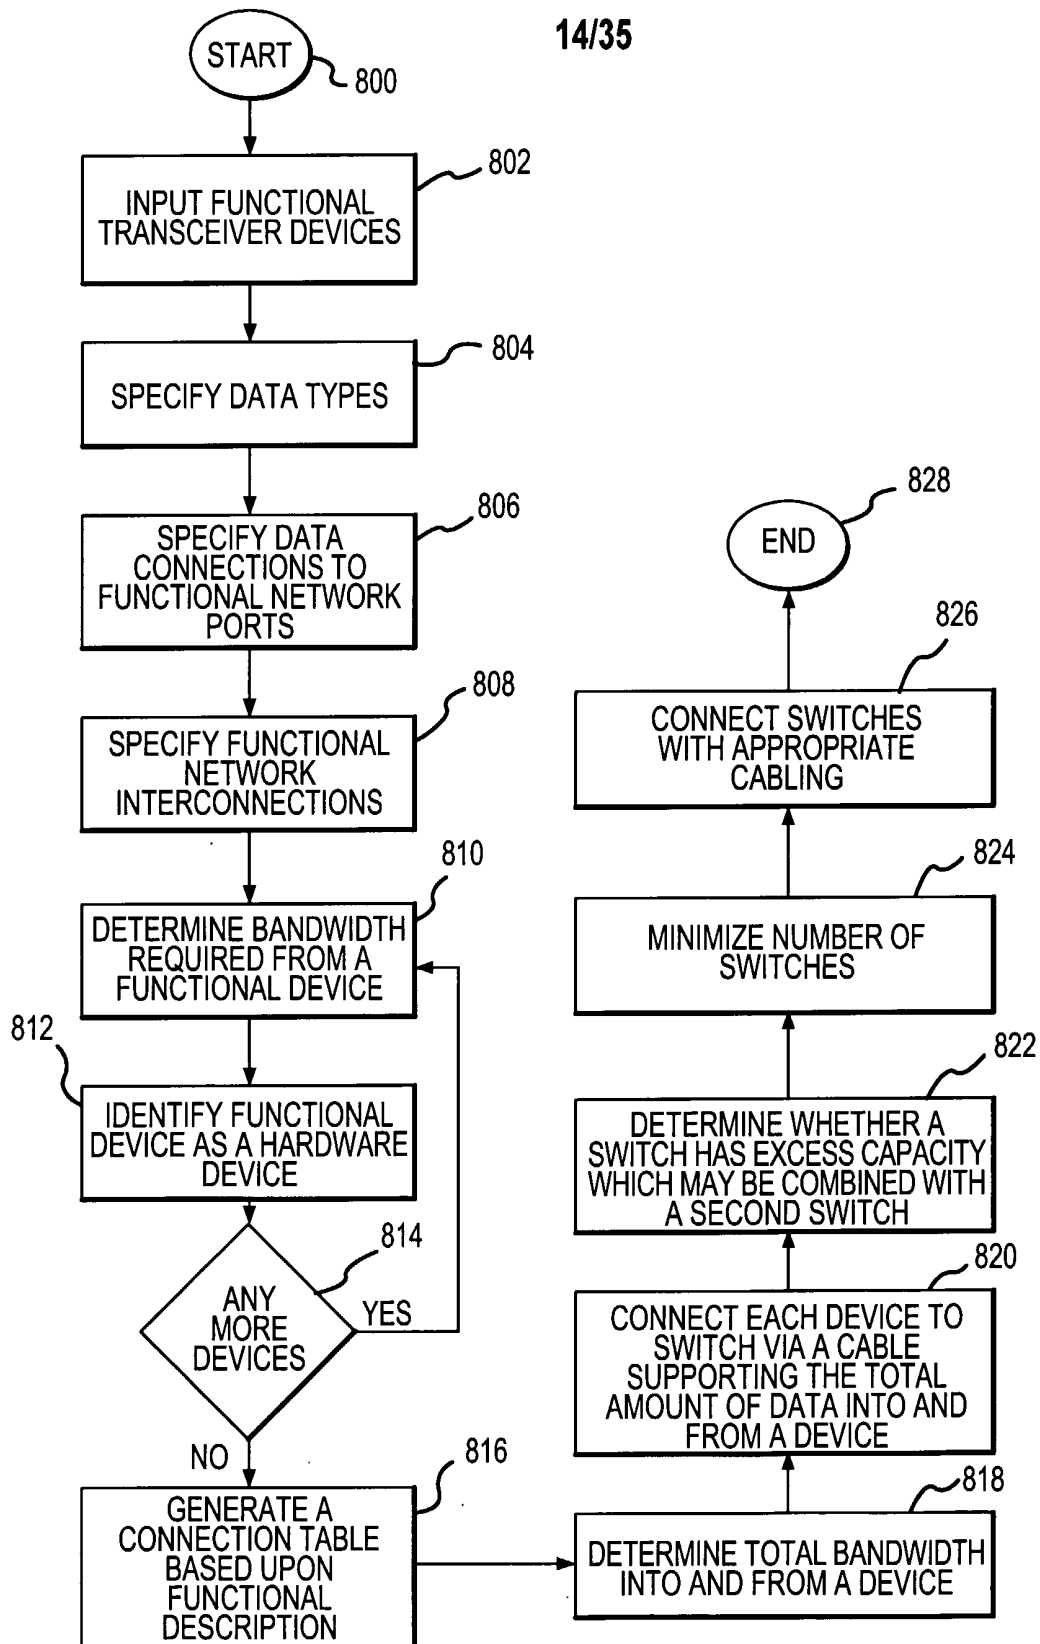 14/35
START
800
802
INPUT FUNCTIONAL
TRANSCEIVER DEVICES
804
SPECIFY DATA TYPES
806
SPECIFY DATA
CONNECTIONS TO
FUNCTIONAL NETWORK
PORTS
808
SPECIFY FUNCTIONAL
NETWORK
INTERCONNECTIONS
810
DETERMINE BANDWIDTH
REQUIRED FROM A
FUNCTIONAL DEVICE
812
IDENTIFY FUNCTIONAL
DEVICE AS A HARDWARE
DEVICE
814
ANY
MORE
DEVICES
YES
NO
816
GENERATE A
CONNECTION TABLE
BASED UPON
FUNCTIONAL
DESCRIPTION
818
DETERMINE TOTAL BANDWIDTH
INTO AND FROM A DEVICE
820
CONNECT EACH DEVICE TO
SWITCH VIA A CABLE
SUPPORTING THE TOTAL
AMOUNT OF DATA INTO AND
FROM A DEVICE
822
DETERMINE WHETHER A
SWITCH HAS EXCESS CAPACITY
WHICH MAY BE COMBINED WITH
A SECOND SWITCH
824
MINIMIZE NUMBER OF
SWITCHES
826
CONNECT SWITCHES
WITH APPROPRIATE
CABLING
828
END